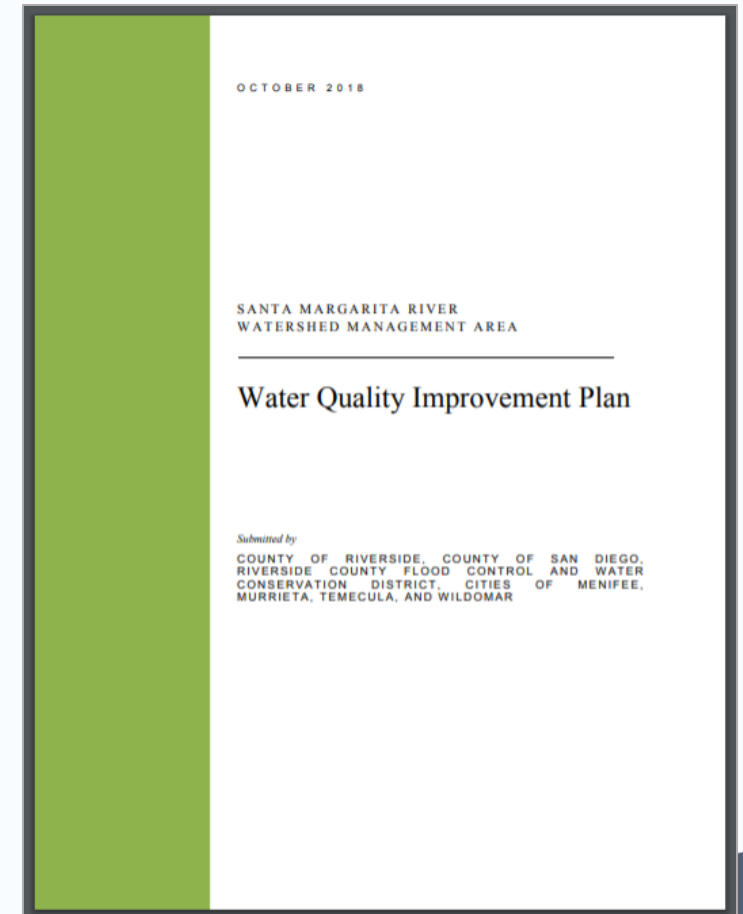 OCTOBER 2018
SANTA MARGARITA RIVER
WATERSHED MANAGEMENT AREA
Water Quality Improvement Plan
Submitted by
COUNTY OF RIVERSIDE, COUNTY OF SAN DIEGO,
RIVERSIDE COUNTY FLOOD CONTROL AND WATER
CONSERVATION DISTRICT, CITIES OF MENIFEE,
MURRIETA, TEMECULA, AND WILDOMAR